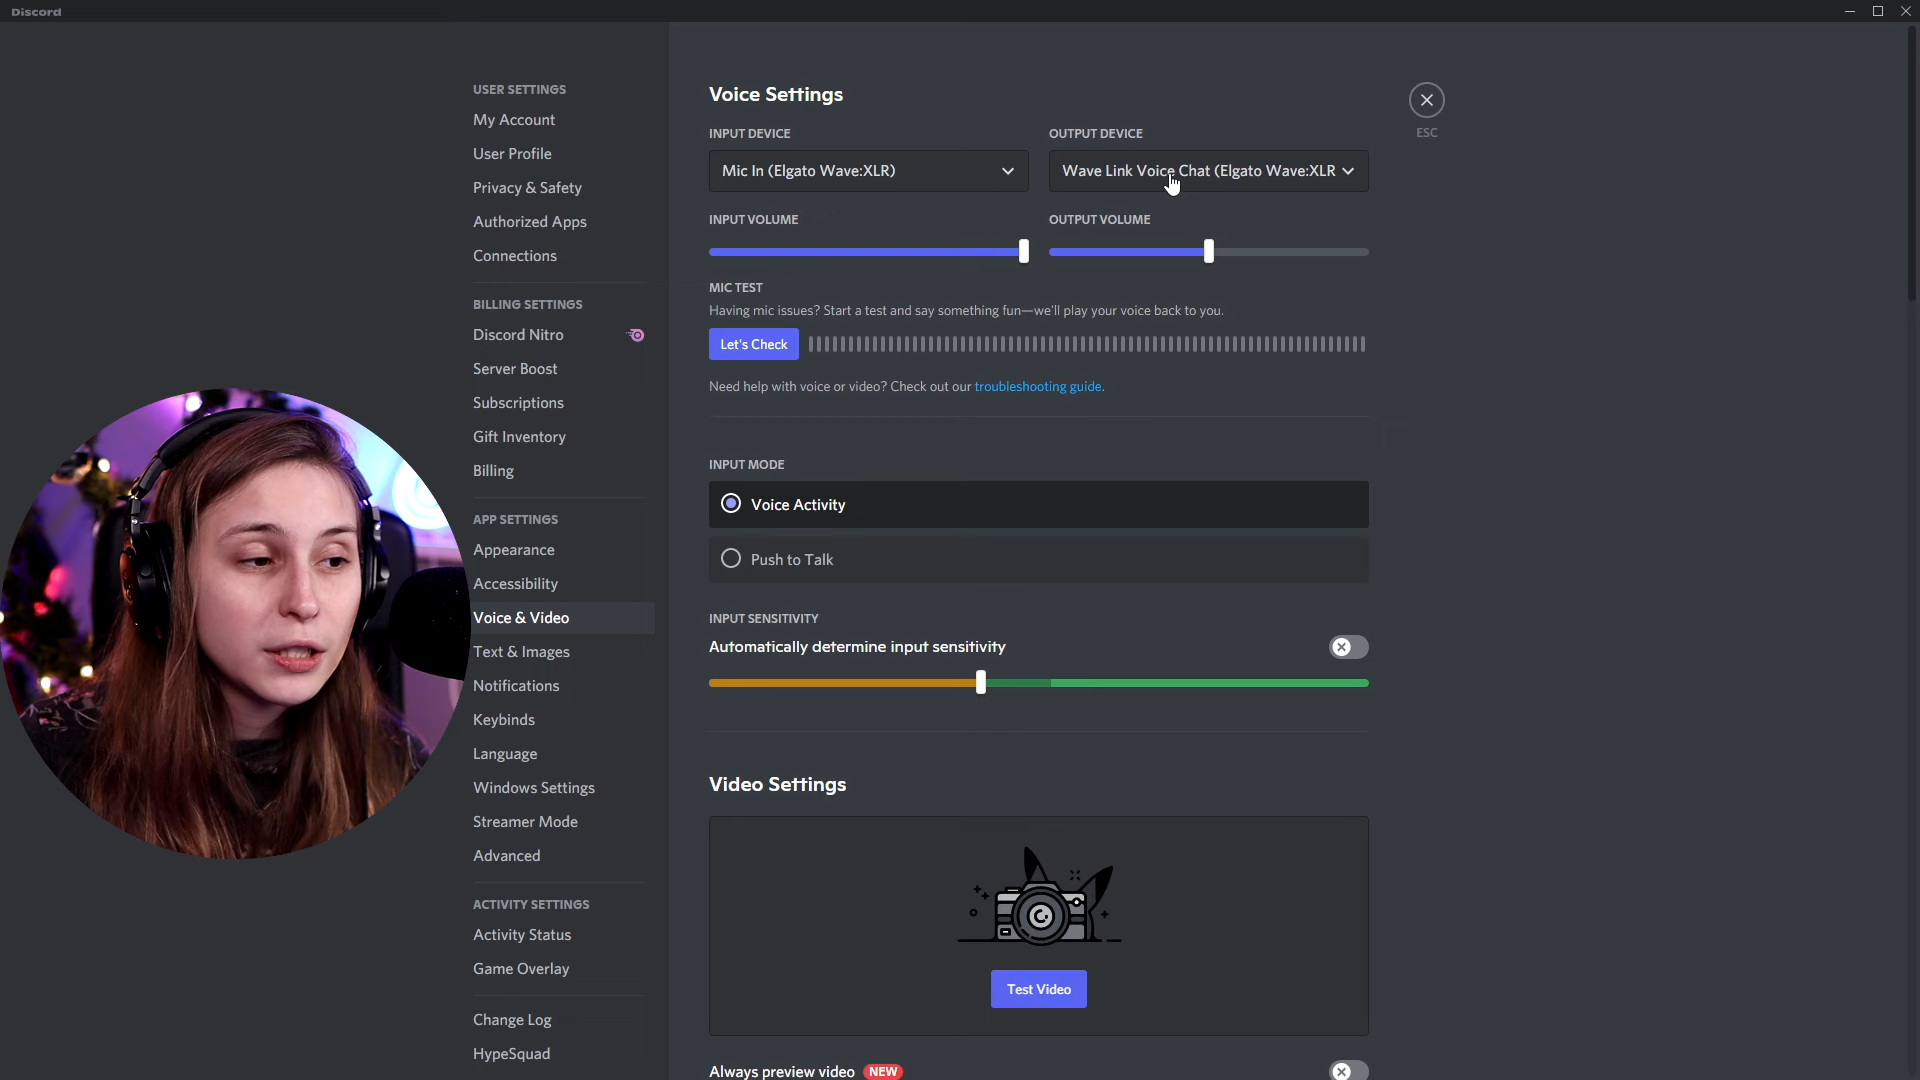 Discord
USER SETTINGS
My Account
User Profile
Privacy & Safety
Authorized Apps
Connections
BILLING SETTINGS
Discord Nitro
Server Boost
Subscriptions
Gift Inventory
Billing
APP SETTINGS
Appearance
Accessibility
Voice & Video
Text & Images
Notifications
Keybinds
Language
Windows Settings
Streamer Mode
Advanced
ACTIVITY SETTINGS
Activity Status
Game Overlay
Change Log
HypeSquad
Voice Settings
INPUT DEVICE
Mic In (Elgato Wave:XLR)
OUTPUT DEVICE
Wave Link Voice Chat (Elgato Wave:XLR
INPUT VOLUME
OUTPUT VOLUME
MIC TEST
Having mic issues? Start a test and say something fun—we'll play your voice back to you.
Let's Check
Need help with voice or video? Check out our troubleshooting guide.
INPUT MODE
Voice Activity
Push to Talk
INPUT SENSITIVITY
Automatically determine input sensitivity
Video Settings
Test Video
Always preview video NEW
ESC